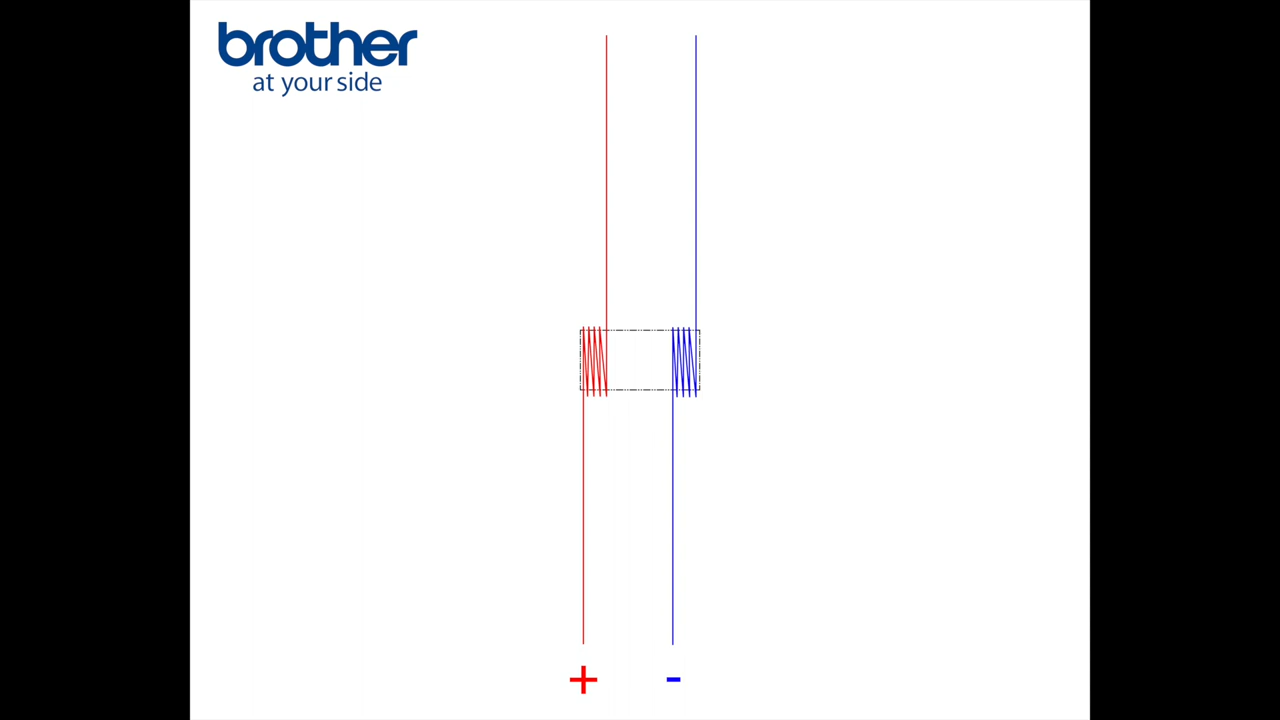 brother
at your side
+ -